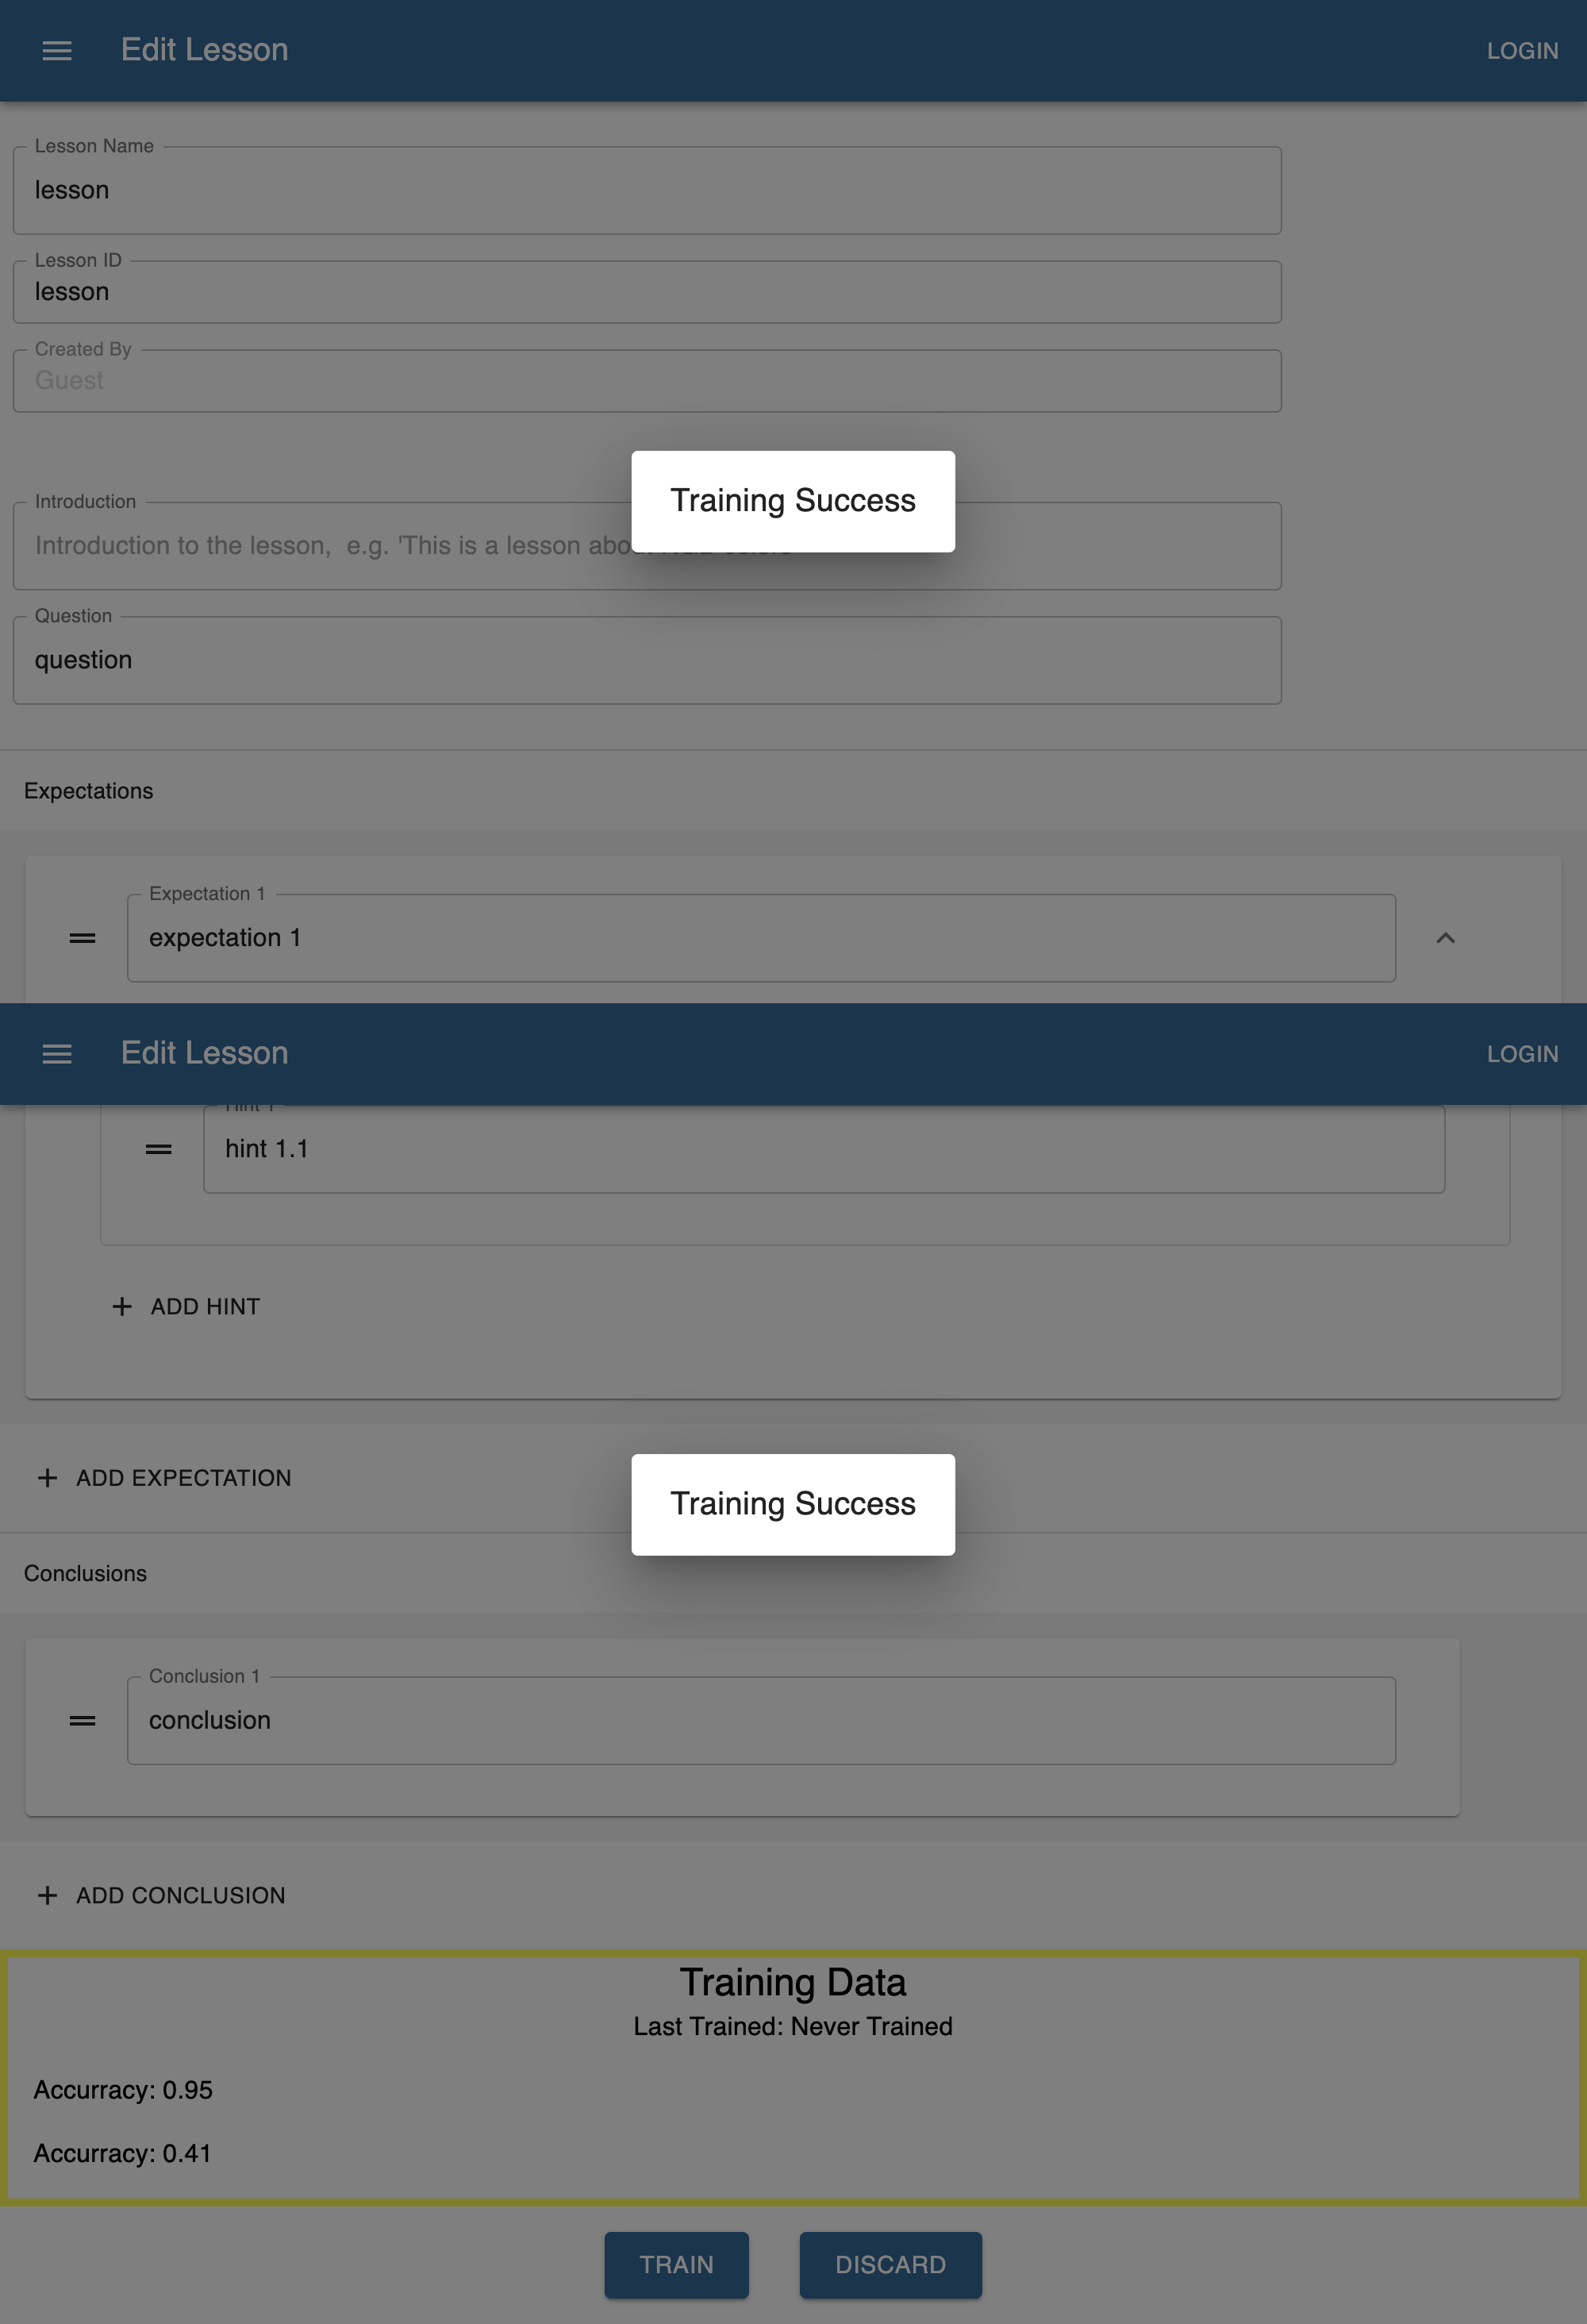 Edit Lesson
LOGIN
Lesson Name
lesson
Lesson ID
lesson
Created By
Guest
Training Success
Introduction
Introduction to the lesson,  e.g. 'This is a lesson abou
Question
question
Expectations
Expectation 1
expectation 1
Edit Lesson
LOGIN
Hint 1
hint 1.1
ADD HINT
ADD EXPECTATION
Training Success
Conclusions
Conclusion 1
conclusion
ADD CONCLUSION
Training Data
Last Trained: Never Trained
Accurracy: 0.95
Accurracy: 0.41
TRAIN
DISCARD